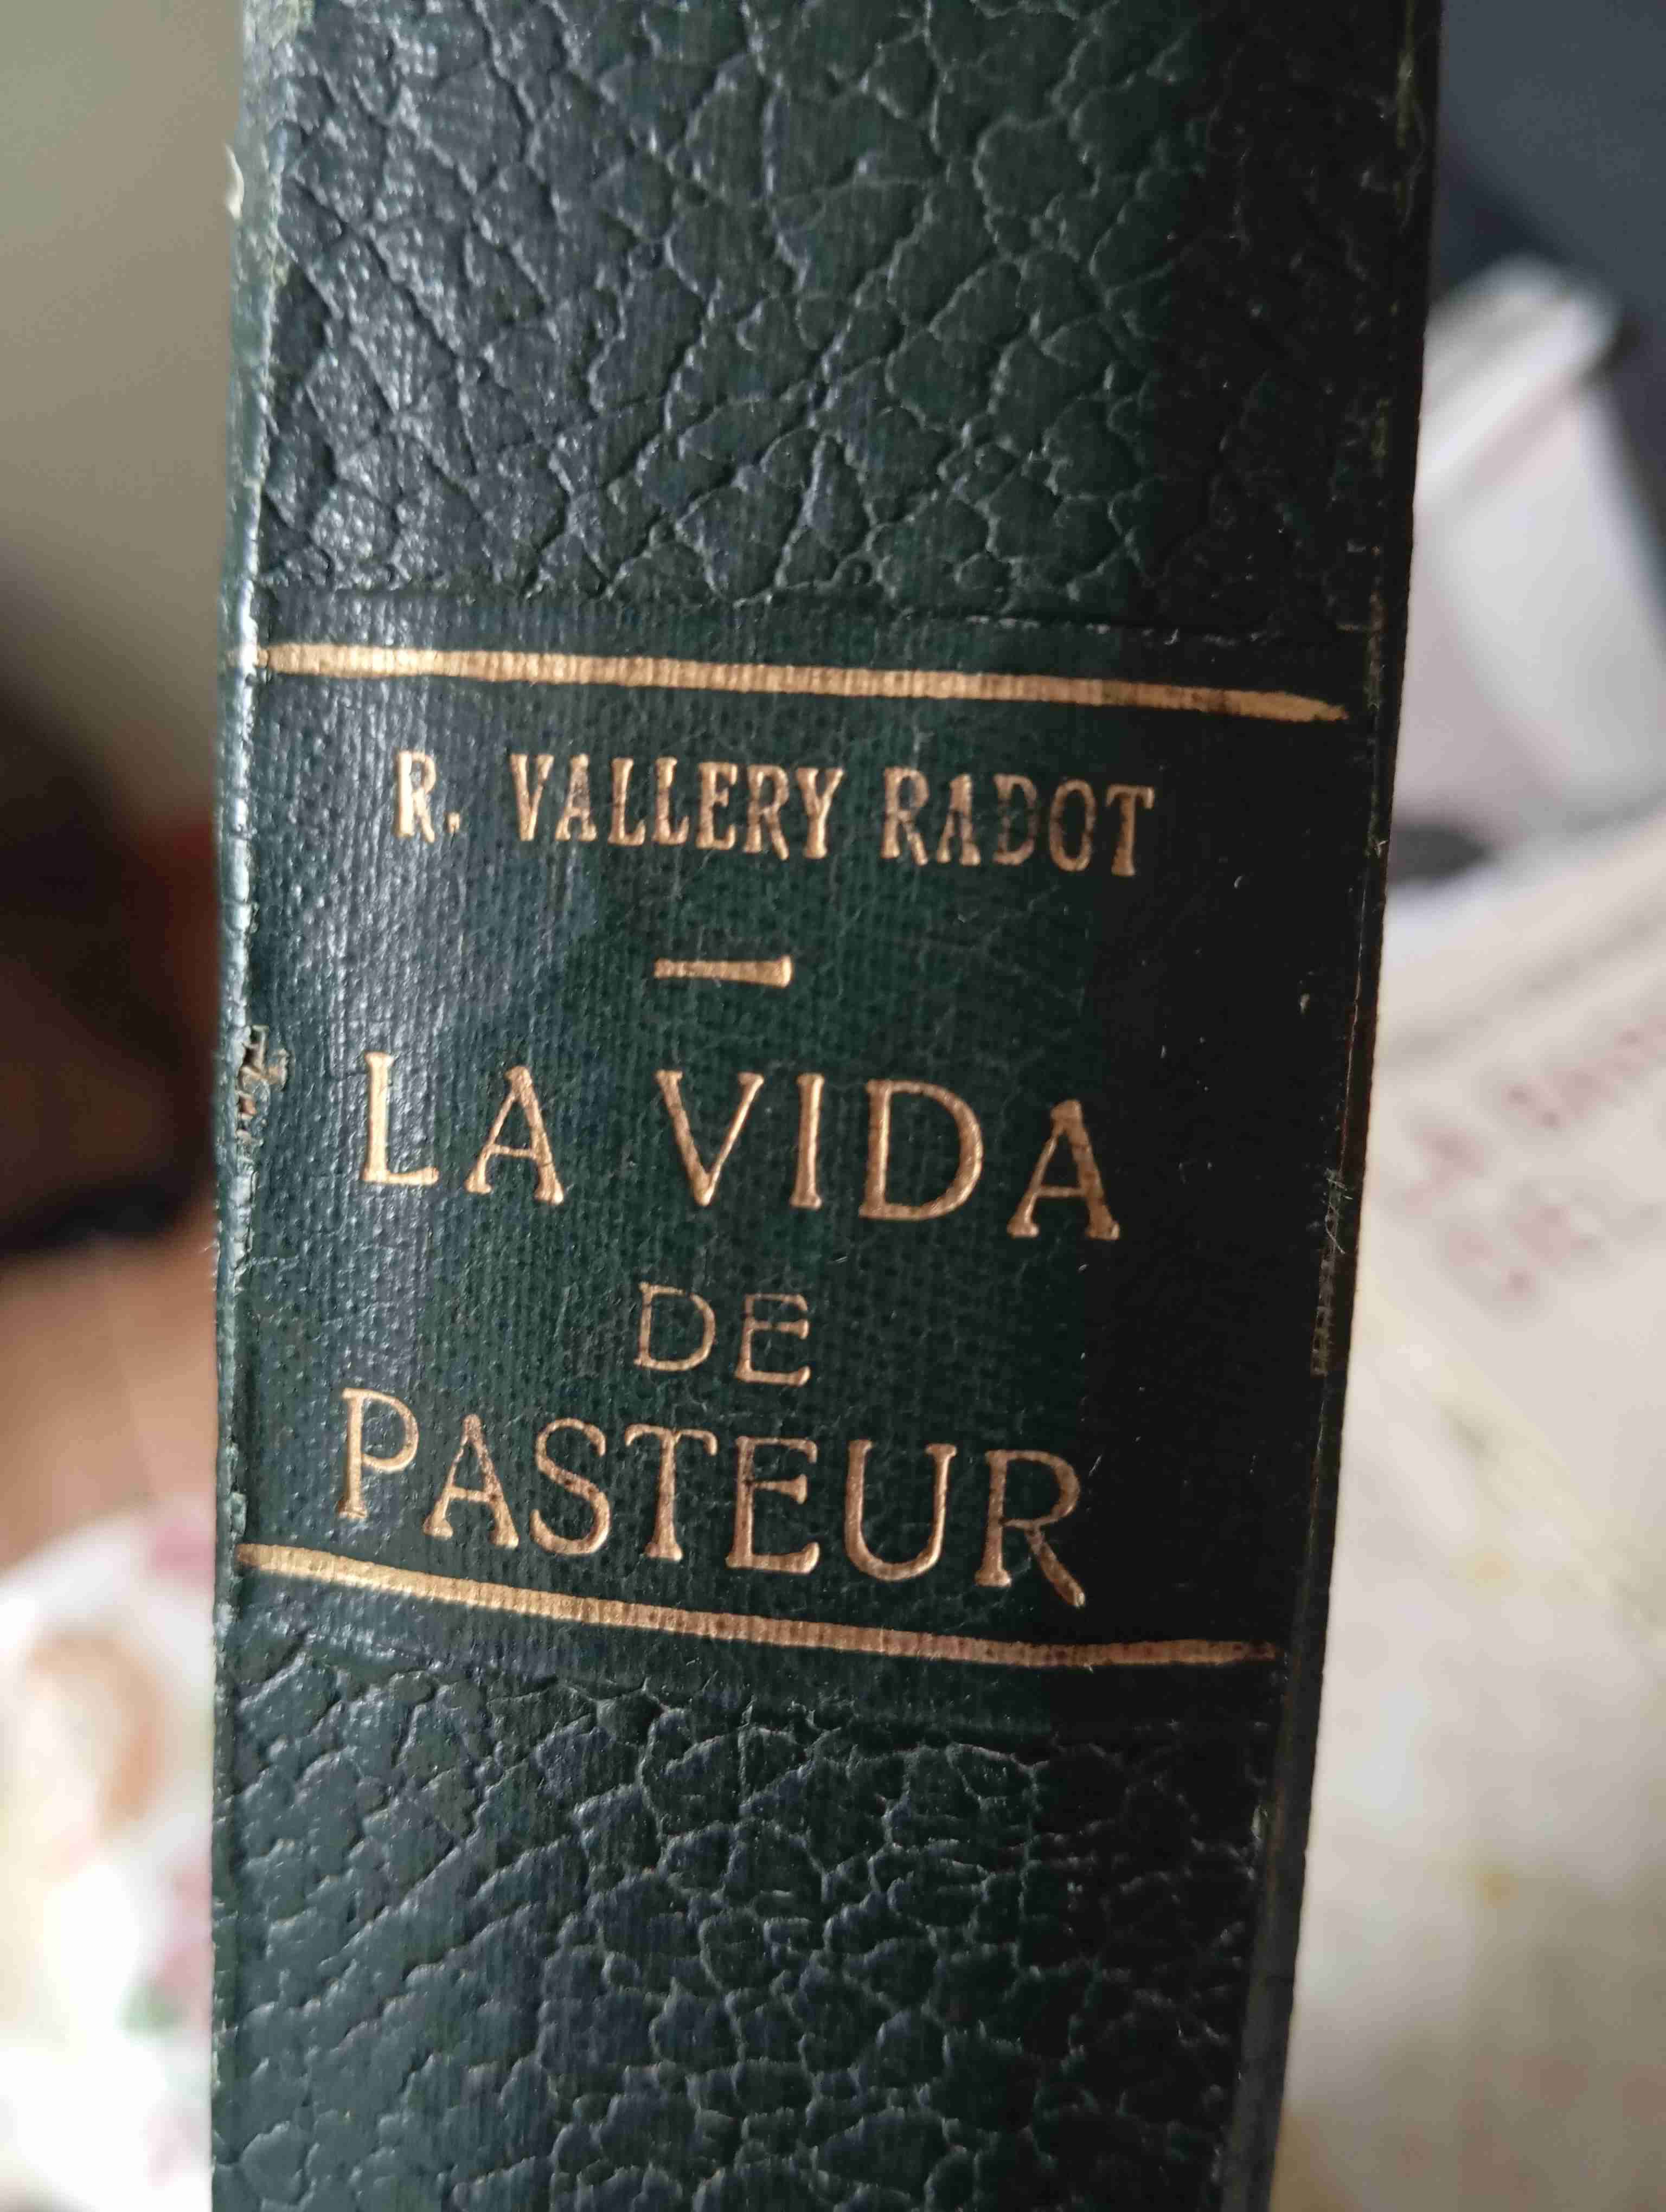 R. VALLERY RADOT
LA VIDA
DE
PASTEUR